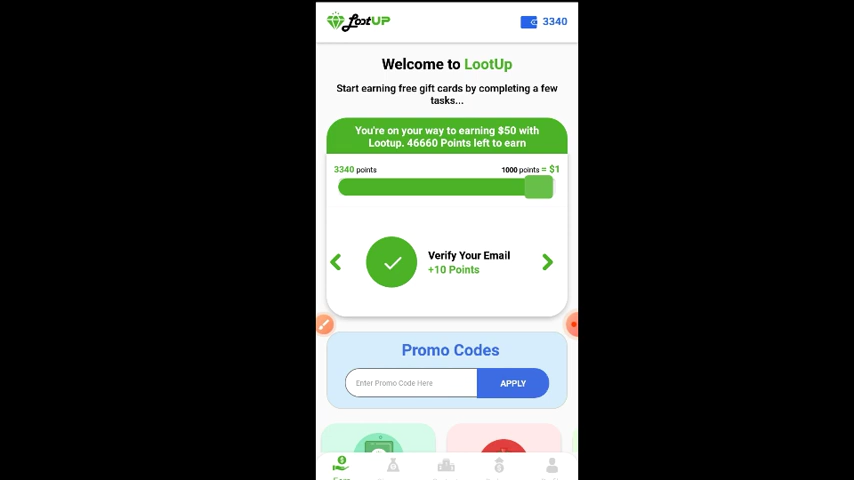 LootUP
3340
Welcome to LootUp
Start earning free gift cards by completing a few
tasks...
You're on your way to earning $50 with
Lootup. 46660 Points left to earn
3340 points
1000 points = $1
Verify Your Email
+10 Points
Promo Codes
Enter Promo Code Here
APPLY